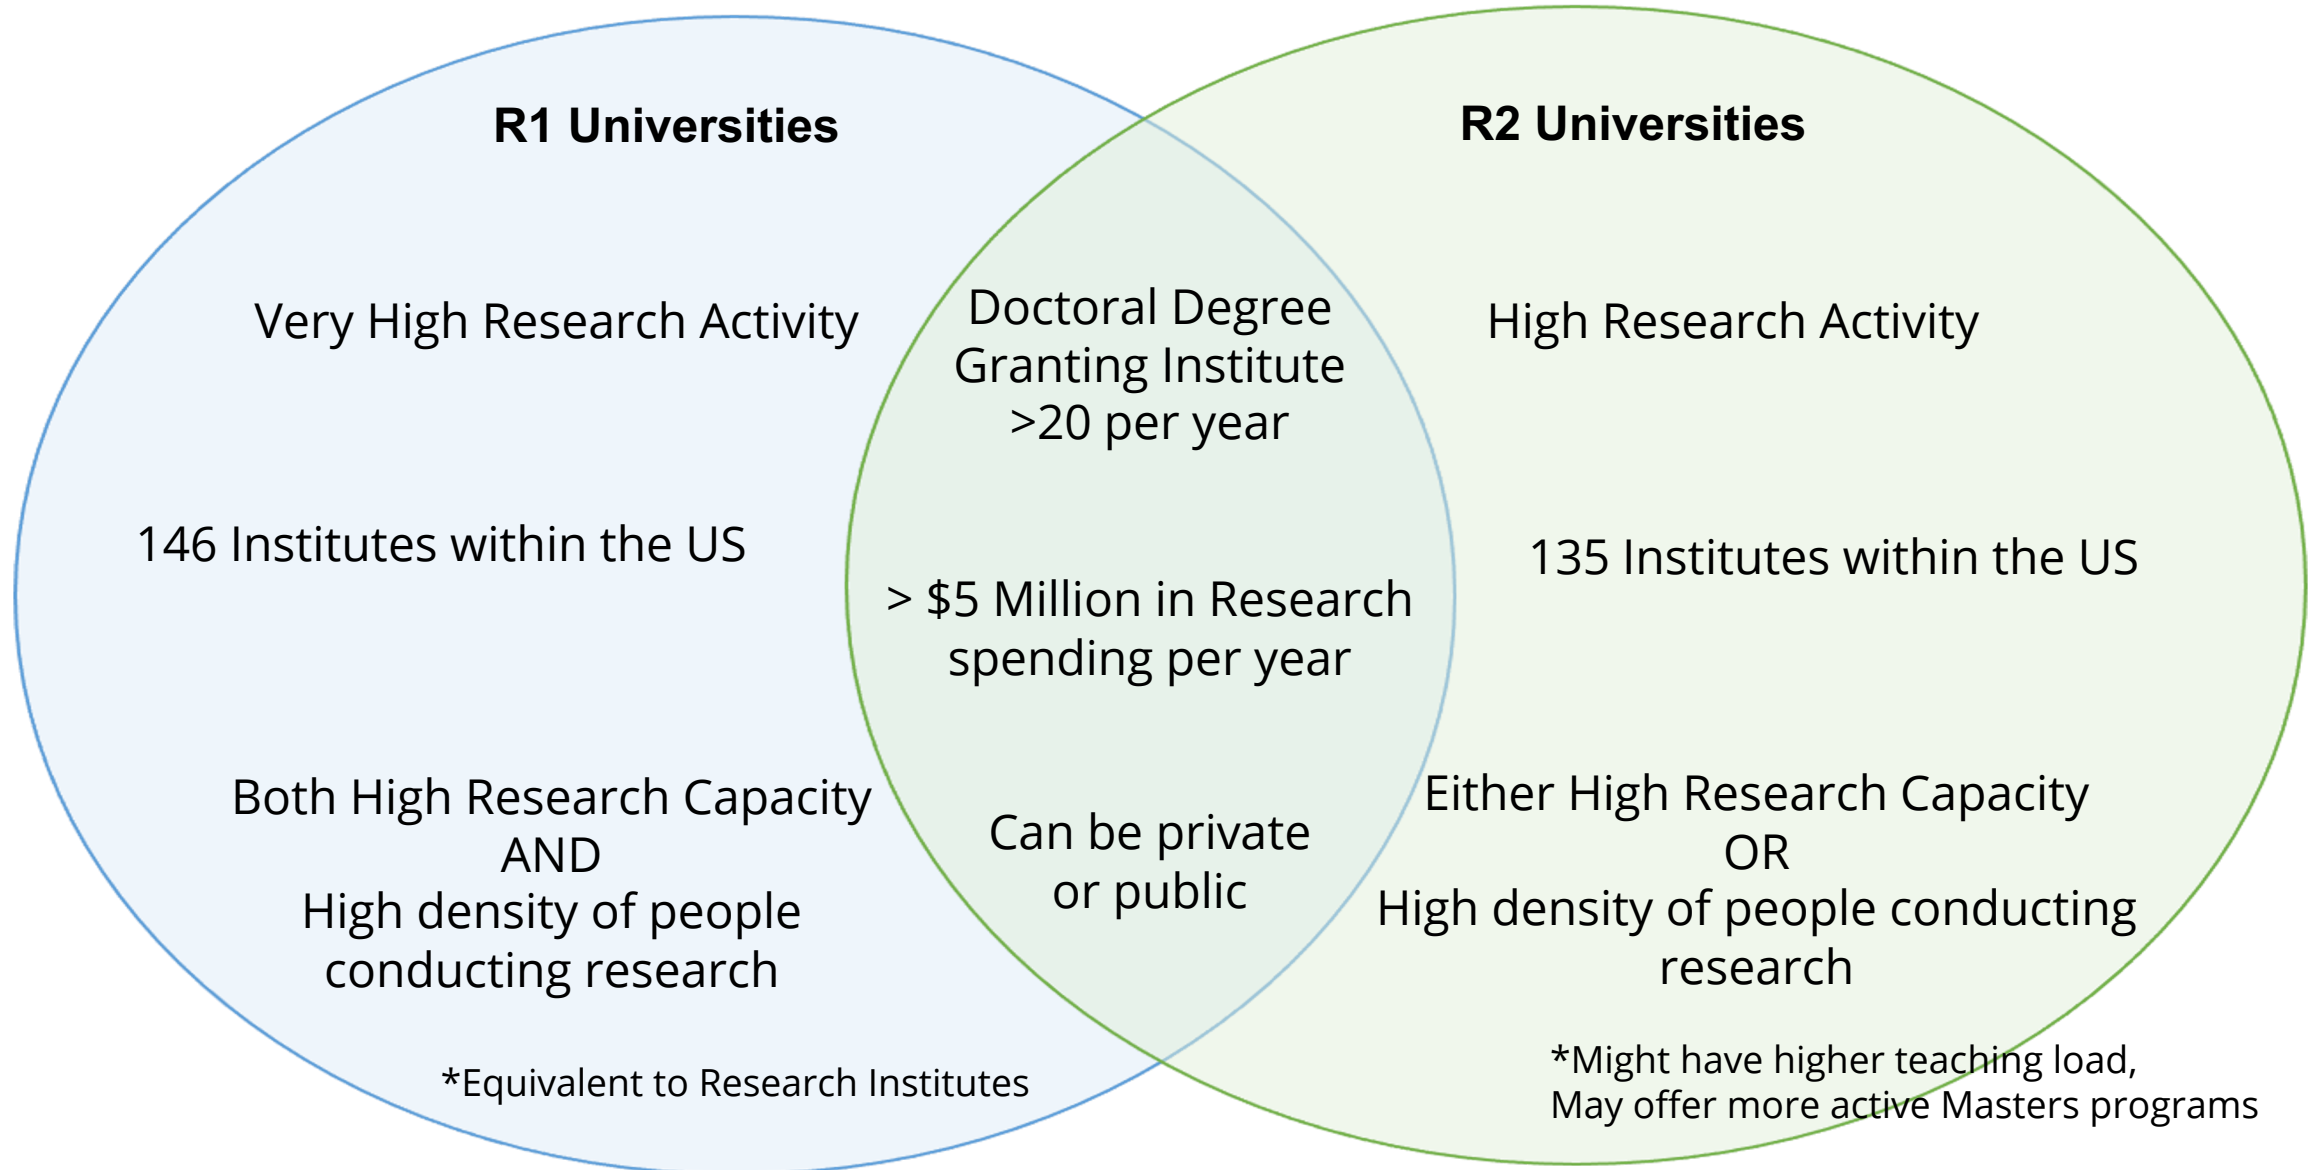 R1 Universities
Very High Research Activity
146 Institutes within the US
Both High Research Capacity
AND
High density of people
conducting research
*Equivalent to Research Institutes
Doctoral Degree
Granting Institute
>20 per year
> $5 Million in Research
spending per year
Can be private
or public
R2 Universities
High Research Activity
135 Institutes within the US
Either High Research Capacity
OR
High density of people conducting
research
*Might have higher teaching load,
May offer more active Masters programs